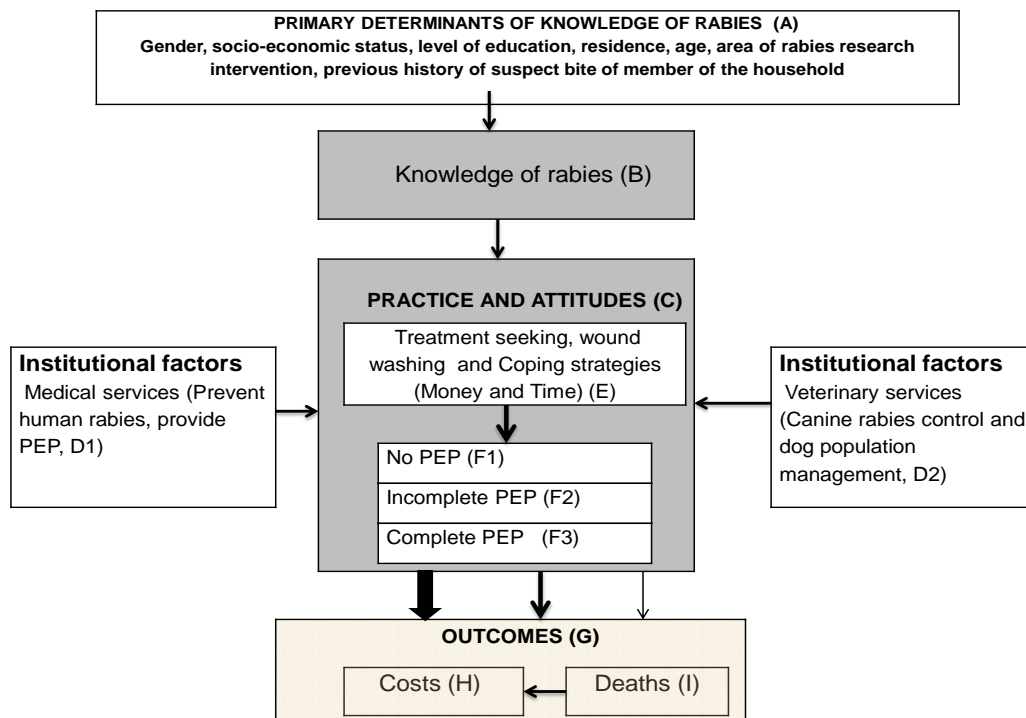 PRIMARY DETERMINANTS OF KNOWLEDGE OF RABIES (A)
Gender, socio-economic status, level of education, residence, age, area of rabies research
intervention, previous history of suspect bite of member of the household
Knowledge of rabies (B)
PRACTICE AND ATTITUDES (C)
Treatment seeking, wound
washing and Coping strategies
(Money and Time) (E)
Institutional factors
Medical services (Prevent
human rabies, provide
PEP, D1)
Institutional factors
Veterinary services
(Canine rabies control and
dog population
management, D2)
No PEP (F1)
Incomplete PEP (F2)
Complete PEP (F3)
OUTCOMES (G)
Costs (H)
Deaths (I)